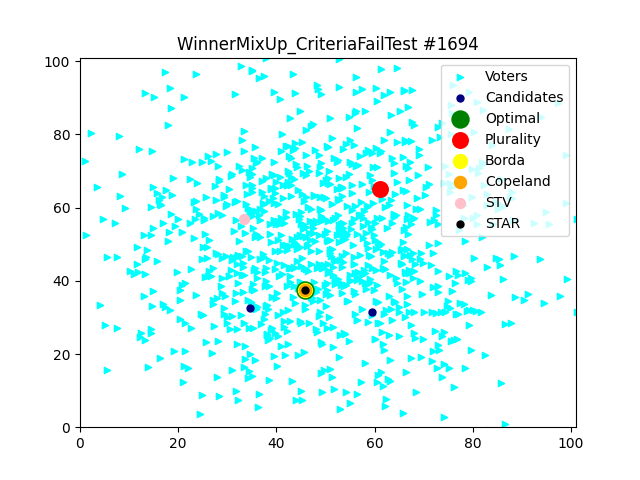 WinnerMixUp_CriteriaFailTest #1694
100
80
60
40
20
0
0 20 40 60 80 100
Voters
Candidates
Optimal
Plurality
Borda
Copeland
STV
STAR